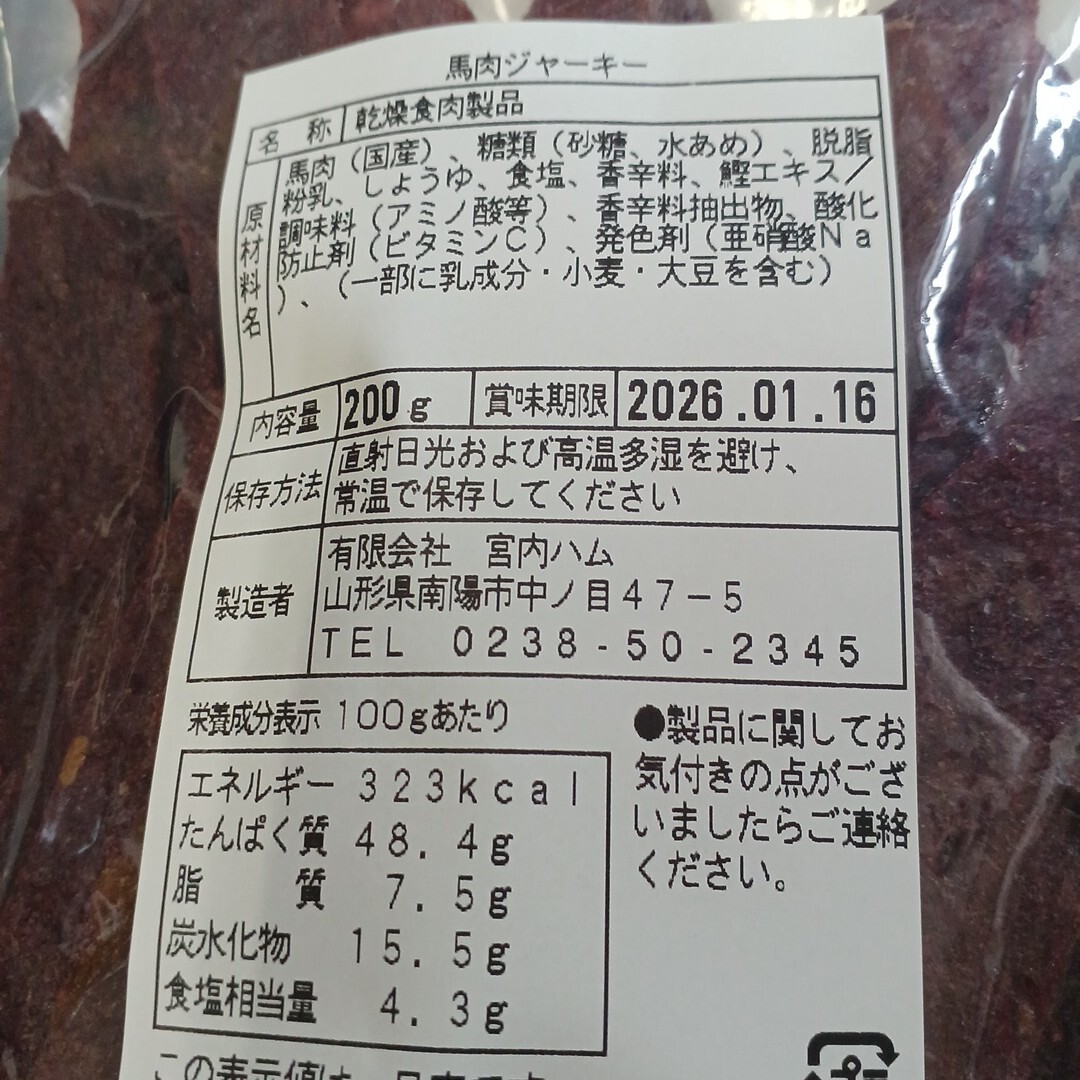 馬肉ジャーキー
名 称 乾燥食肉製品
原材料名
馬肉（国産）、糖類（砂糖、水あめ）、脱脂
粉乳、しょうゆ、食塩、香辛料、鰹エキス／
調味料（アミノ酸等）、香辛料抽出物、酸化
防止剤（ビタミンＣ）、発色剤（亜硝酸Ｎａ
）、（一部に乳成分・小麦・大豆を含む）
内容量 200g 賞味期限 2026.01.16
保存方法
直射日光および高温多湿を避け、
常温で保存してください
製造者
有限会社 宮内ハム
山形県南陽市中ノ目４７－５
ＴＥＬ ０２３８-５０-２３４５
栄養成分表示 １００gあたり
エネルギー ３２３kcal
たんぱく質 ４８．４g
脂 質 ７．５g
炭水化物 １５．５g
食塩相当量 ４．３g
●製品に関してお
気付きの点がござ
いましたらご連絡
ください。
この表示値は、目安です